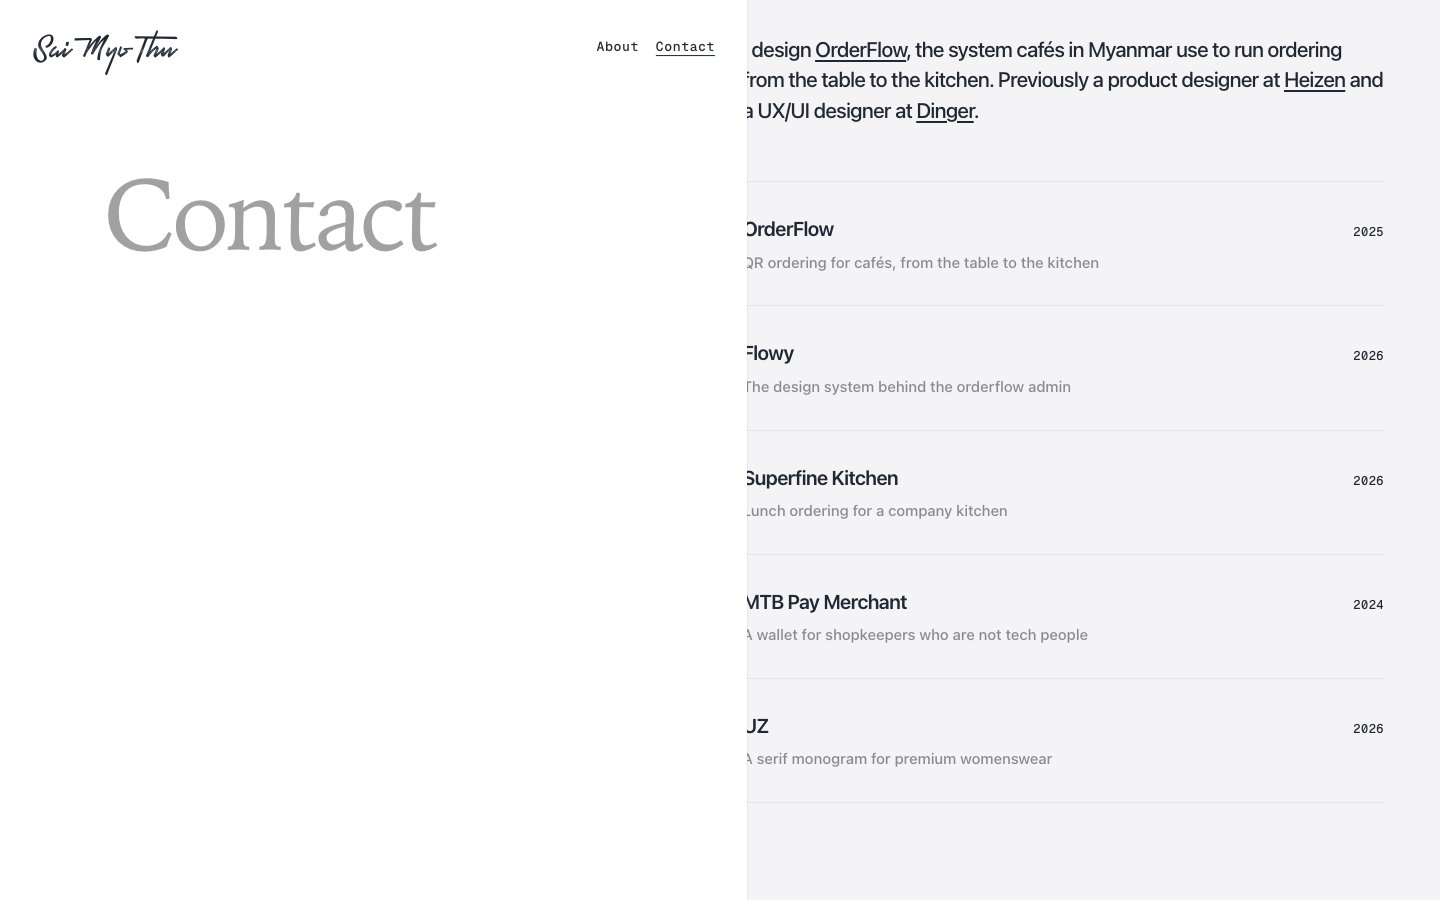 Sai Myo Thu
About Contact
Contact
design OrderFlow, the system cafés in Myanmar use to run ordering
from the table to the kitchen. Previously a product designer at Heizen and
a UX/UI designer at Dinger.
OrderFlow 2025
QR ordering for cafés, from the table to the kitchen
Flowy 2026
The design system behind the orderflow admin
Superfine Kitchen 2026
Lunch ordering for a company kitchen
MTB Pay Merchant 2024
A wallet for shopkeepers who are not tech people
UZ 2026
A serif monogram for premium womenswear